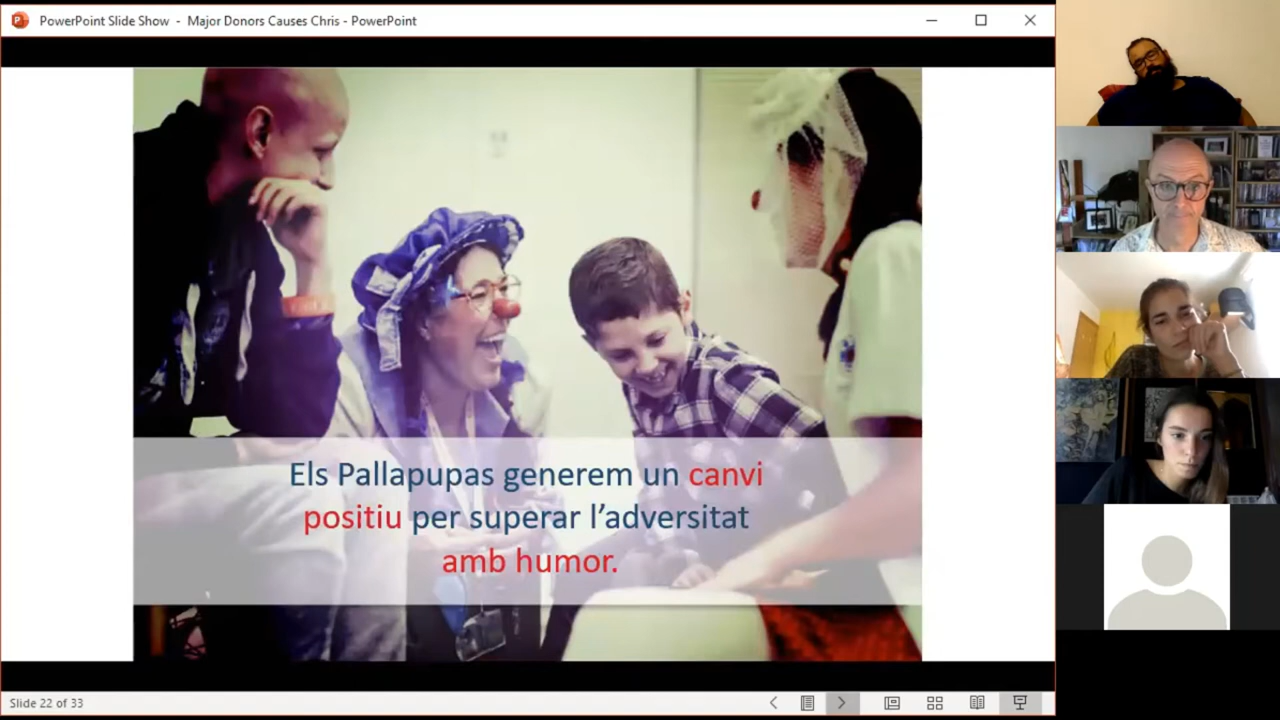 PowerPoint Slide Show - Major Donors Causes Chris - PowerPoint
Els Pallapupas generem un canvi
positiu per superar l'adversitat
amb humor.
Slide 22 of 33